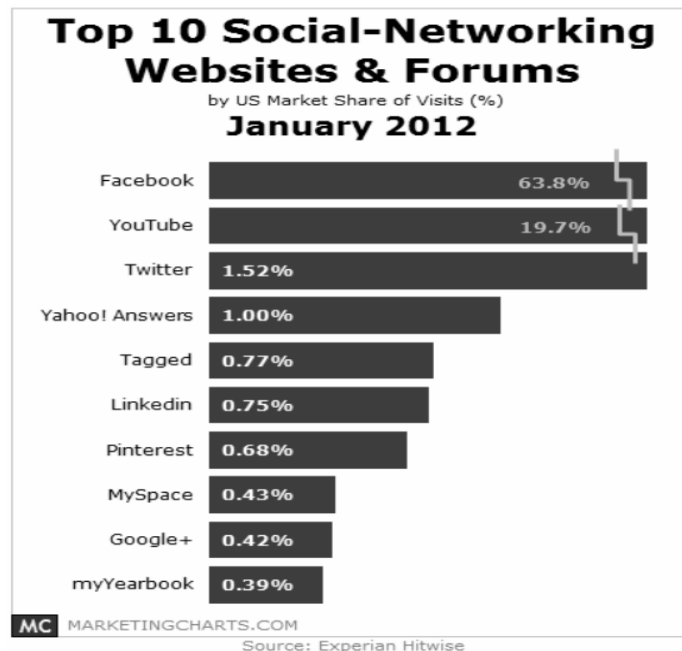 Top 10 Social-Networking
Websites & Forums
by US Market Share of Visits (%)
January 2012
Facebook 63.8%
YouTube 19.7%
Twitter 1.52%
Yahoo! Answers 1.00%
Tagged 0.77%
Linkedin 0.75%
Pinterest 0.68%
MySpace 0.43%
Google+ 0.42%
myYearbook 0.39%
MC MARKETINGCHARTS.COM
Source: Experian Hitwise